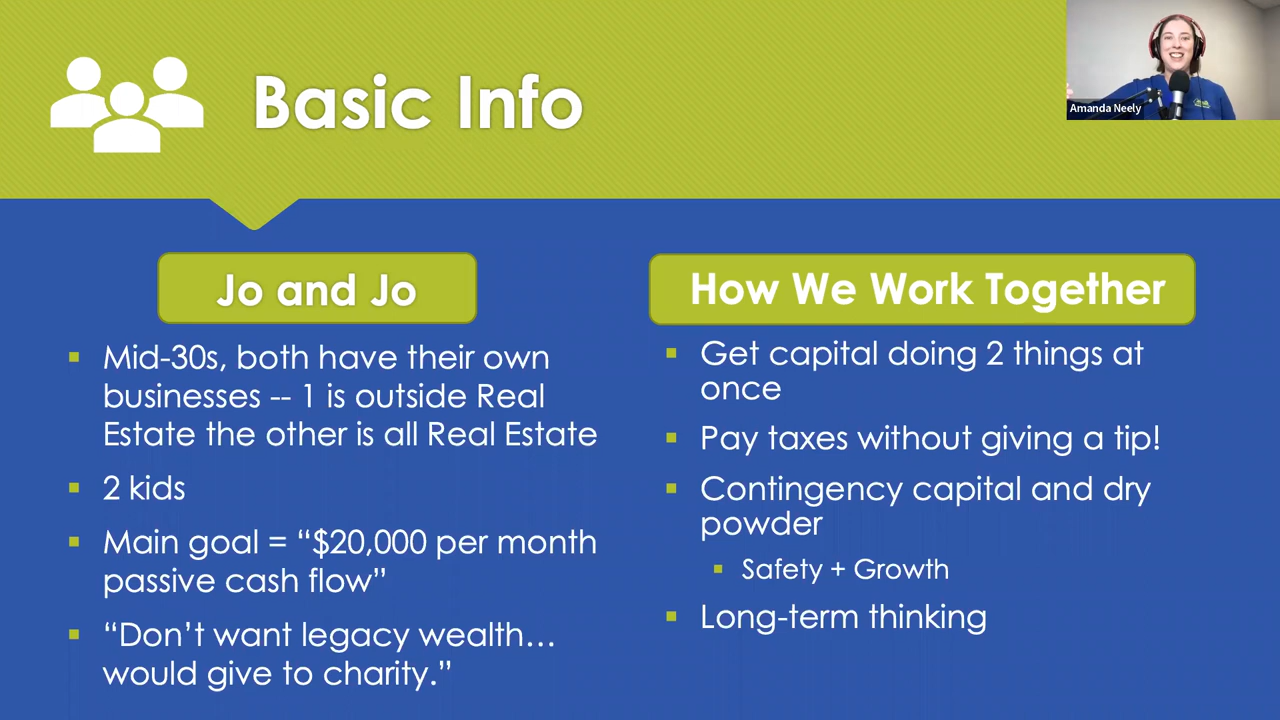 Basic Info
Amanda Neely
Jo and Jo
Mid-30s, both have their own
businesses -- 1 is outside Real
Estate the other is all Real Estate
2 kids
Main goal = “$20,000 per month
passive cash flow”
“Don’t want legacy wealth…
would give to charity.”
How We Work Together
Get capital doing 2 things at
once
Pay taxes without giving a tip!
Contingency capital and dry
powder
Safety + Growth
Long-term thinking